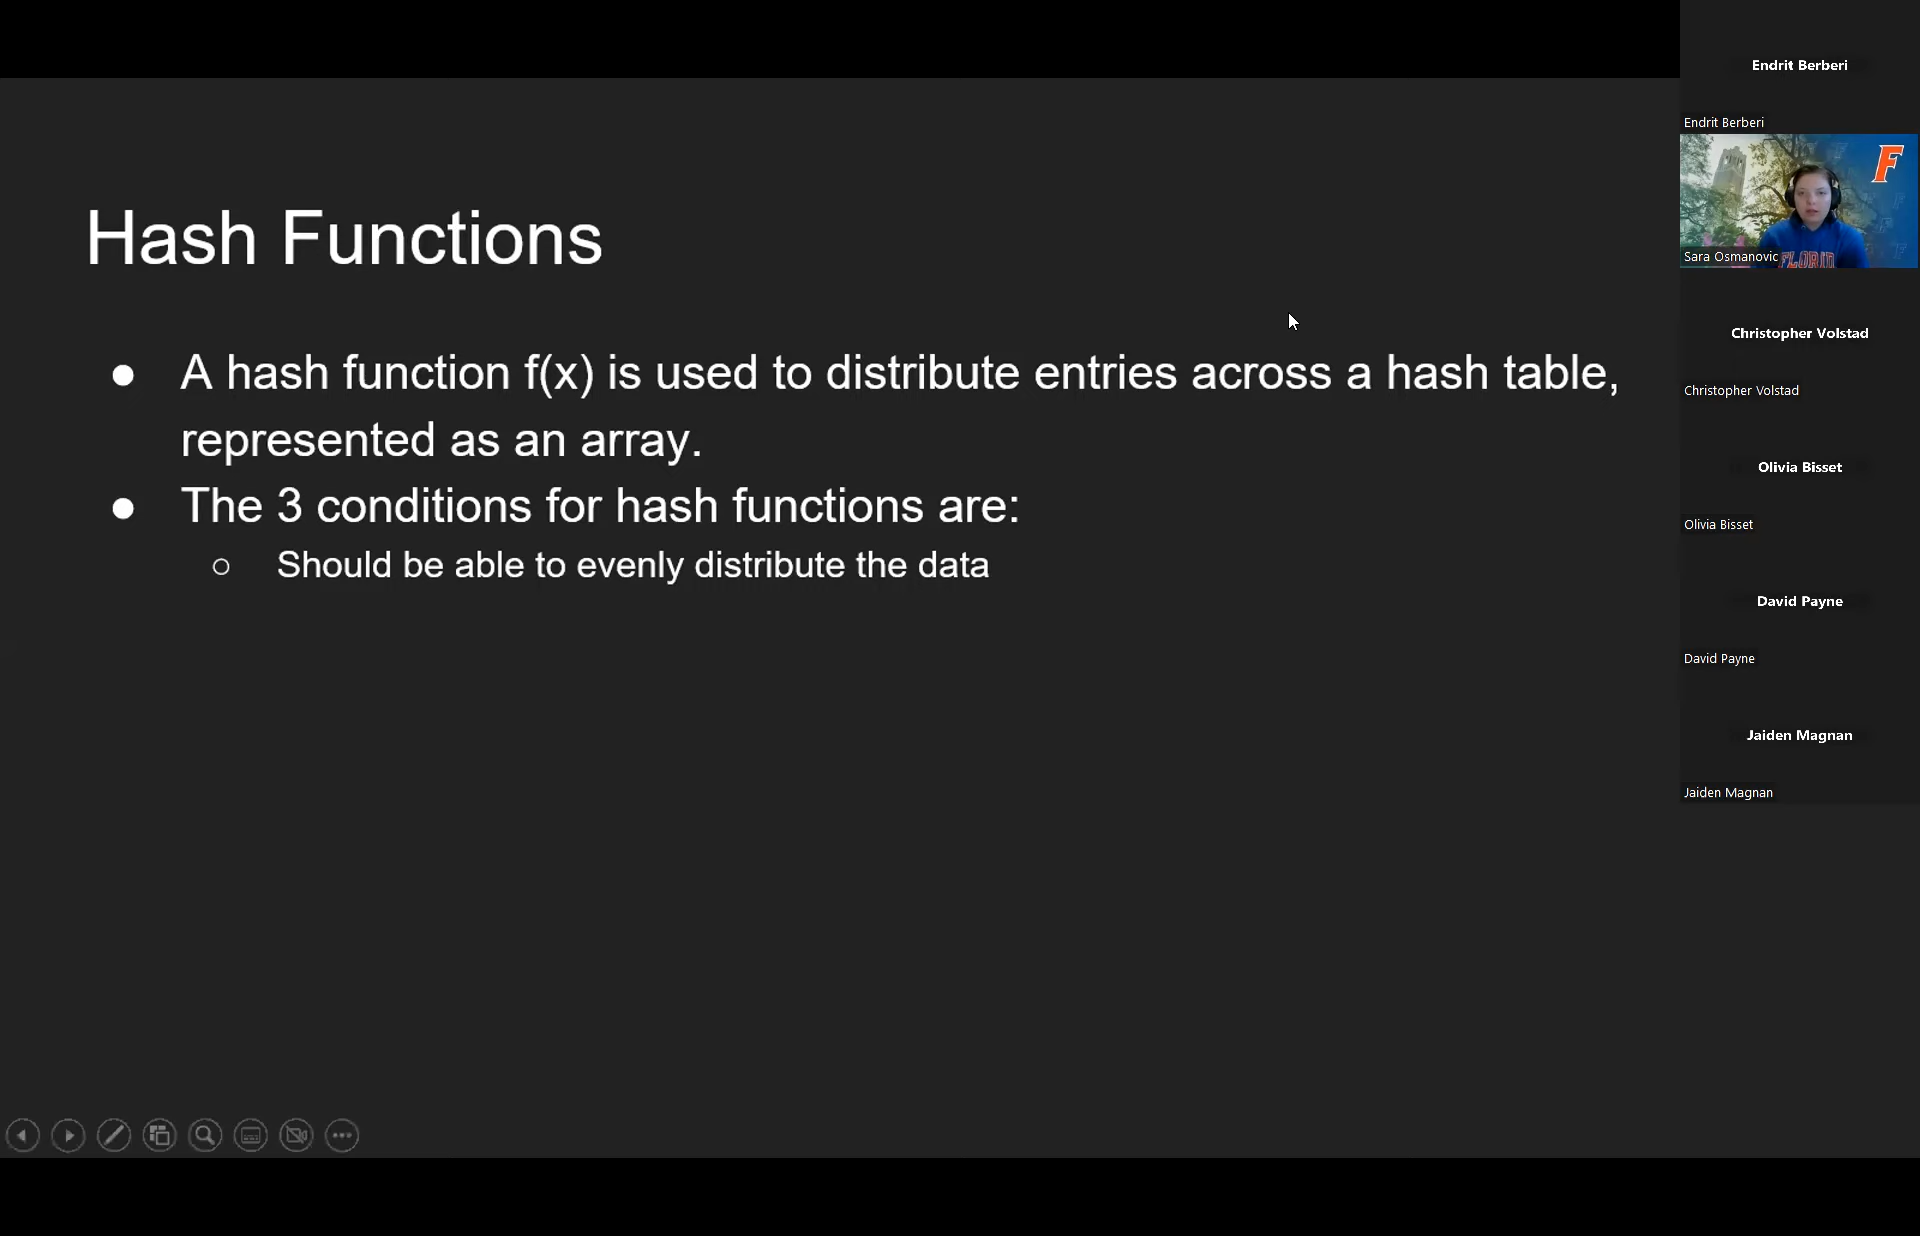 Hash Functions
● A hash function f(x) is used to distribute entries across a hash table,
represented as an array.
● The 3 conditions for hash functions are:
○ Should be able to evenly distribute the data
Endrit Berberi
Endrit Berberi
F
FLORID
Sara Osmanovic
Christopher Volstad
Christopher Volstad
Olivia Bisset
Olivia Bisset
David Payne
David Payne
Jaiden Magnan
Jaiden Magnan